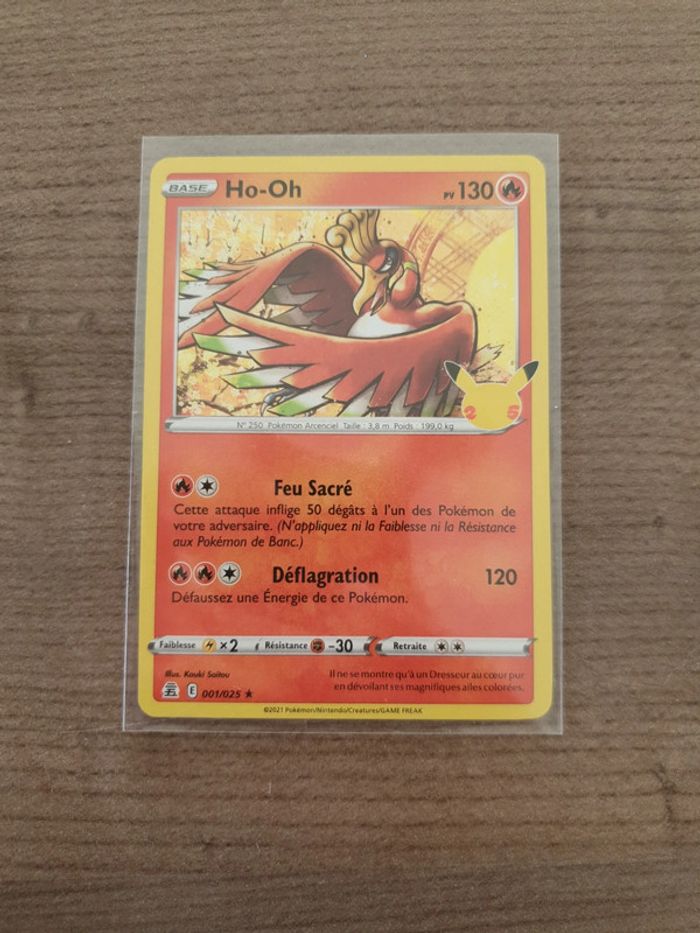 BASE Ho-Oh PV 130
25
N° 250 Pokémon Arcenciel Taille : 3,8 m Poids : 199,0 kg
Feu Sacré
Cette attaque inflige 50 dégâts à l'un des Pokémon de
votre adversaire. (N'appliquez ni la Faiblesse ni la Résistance
aux Pokémon de Banc.)
Déflagration 120
Défaussez une Énergie de ce Pokémon.
Faiblesse ×2 Résistance -30 Retraite
Illus. Kouki Saitou
Il ne se montre qu'à un Dresseur au cœur pur
en dévoilant ses magnifiques ailes colorées.
E 001/025 ★
©2021 Pokémon/Nintendo/Creatures/GAME FREAK